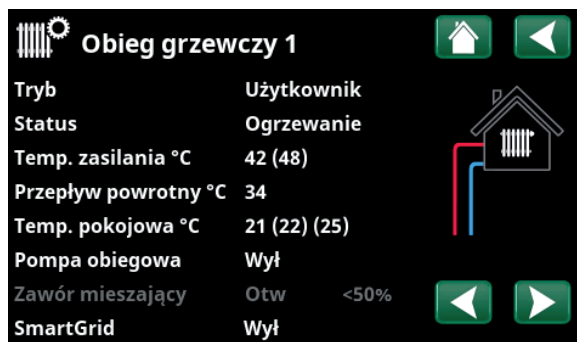 Obieg grzewczy 1
Tryb Użytkownik
Status Ogrzewanie
Temp. zasilania °C 42 (48)
Przepływ powrotny °C 34
Temp. pokojowa °C 21 (22) (25)
Pompa obiegowa Wył
Zawór mieszający Otw <50%
SmartGrid Wył